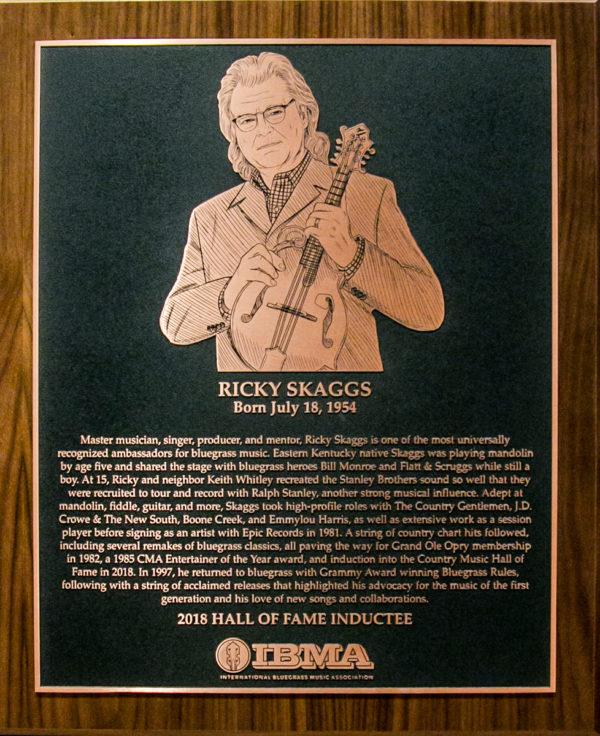 RICKY SKAGGS
Born July 18, 1954
Master musician, singer, producer, and mentor, Ricky Skaggs is one of the most universally
recognized ambassadors for bluegrass music. Eastern Kentucky native Skaggs was playing mandolin
by age five and shared the stage with bluegrass heroes Bill Monroe and Flatt & Scruggs while still a
boy. At 15, Ricky and neighbor Keith Whitley recreated the Stanley Brothers sound so well that they
were recruited to tour and record with Ralph Stanley, another strong musical influence. Adept at
mandolin, fiddle, guitar, and more, Skaggs took high-profile roles with The Country Gentlemen, J.D.
Crowe & The New South, Boone Creek, and Emmylou Harris, as well as extensive work as a session
player before signing as an artist with Epic Records in 1981. A string of country chart hits followed,
including several remakes of bluegrass classics, all paving the way for Grand Ole Opry membership
in 1982, a 1985 CMA Entertainer of the Year award, and induction into the Country Music Hall of
Fame in 2018. In 1997, he returned to bluegrass with Grammy Award winning Bluegrass Rules,
following with a string of acclaimed releases that highlighted his advocacy for the music of the first
generation and his love of new songs and collaborations.
2018 HALL OF FAME INDUCTEE
IBMA
INTERNATIONAL BLUEGRASS MUSIC ASSOCIATION